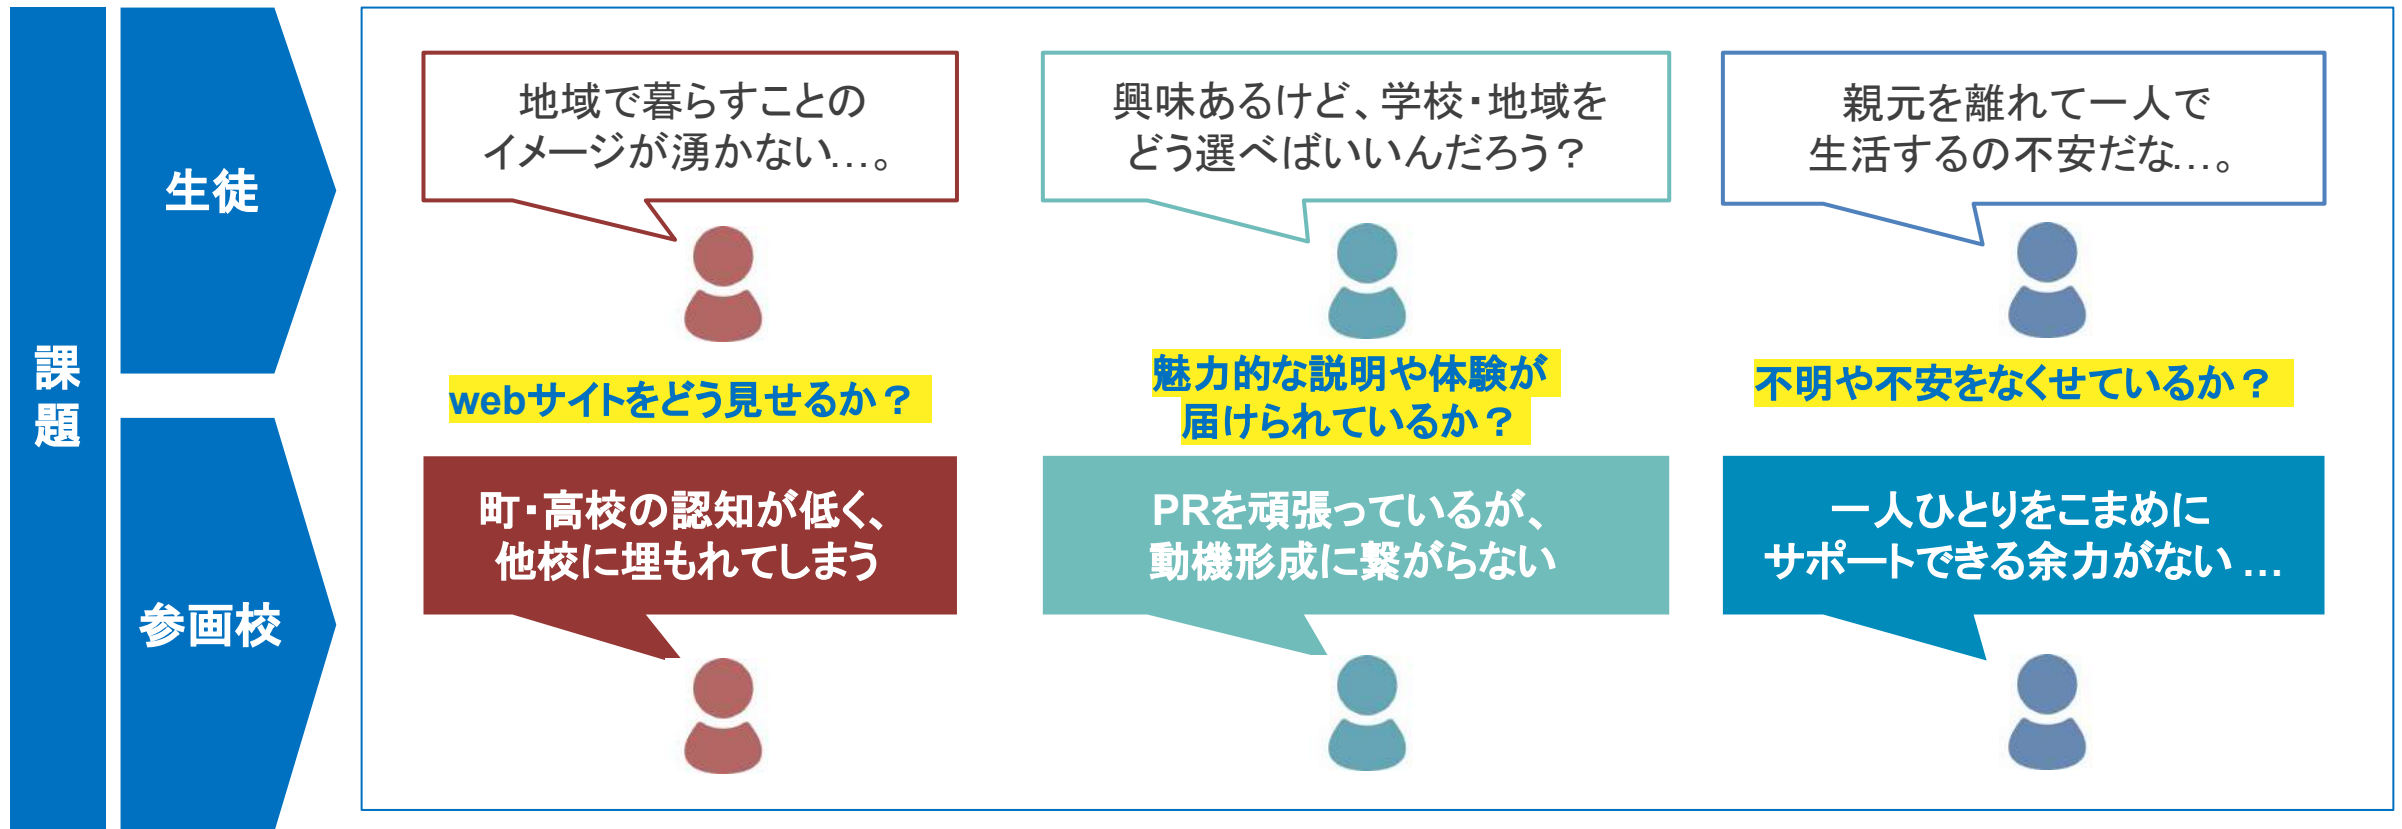 課題
生徒
地域で暮らすことの
イメージが湧かない…。
興味あるけど、学校・地域を
どう選べばいいんだろう？
親元を離れて一人で
生活するの不安だな…。
webサイトをどう見せるか？
魅力的な説明や体験が
届けられているか？
不明や不安をなくせているか？
参画校
町・高校の認知が低く、
他校に埋もれてしまう
PRを頑張っているが、
動機形成に繋がらない
一人ひとりをこまめに
サポートできる余力がない…